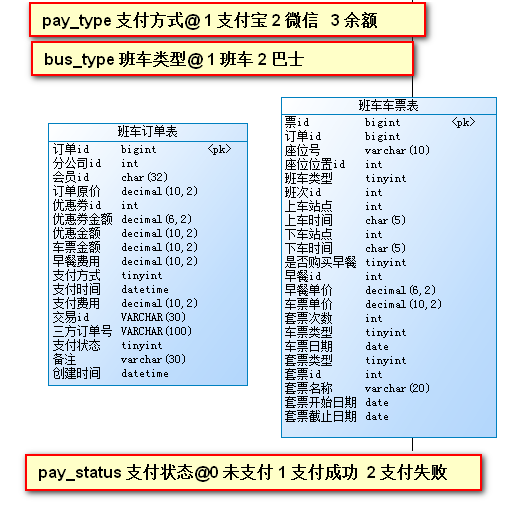 pay_type 支付方式@ 1 支付宝 2 微信 3 余额
bus_type 班车类型@ 1 班车 2 巴士
班车订单表
订单id bigint <pk>
分公司id int
会员id char(32)
订单原价 decimal(10,2)
优惠券id int
优惠券金额 decimal(6,2)
优惠金额 decimal(10,2)
车票金额 decimal(10,2)
早餐费用 decimal(10,2)
支付方式 tinyint
支付时间 datetime
支付费用 decimal(10,2)
交易id VARCHAR(30)
三方订单号 VARCHAR(100)
支付状态 tinyint
备注 varchar(30)
创建时间 datetime
班车车票表
票id bigint <pk>
订单id bigint
座位号 varchar(10)
座位位置id int
班车类型 tinyint
班次id int
上车站点 int
上车时间 char(5)
下车站点 int
下车时间 char(5)
是否购买早餐 tinyint
早餐id int
早餐单价 decimal(6,2)
车票单价 decimal(10,2)
套票次数 int
车票类型 tinyint
车票日期 date
套票类型 tinyint
套票id int
套票名称 varchar(20)
套票开始日期 date
套票截止日期 date
pay_status 支付状态@0 未支付 1 支付成功 2 支付失败